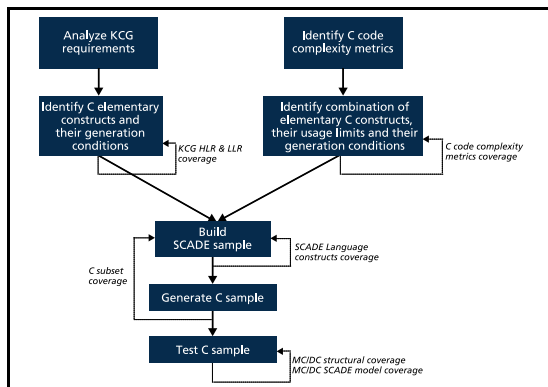 Analyze KCG
requirements
Identify C code
complexity metrics
Identify C elementary
constructs and
their generation
conditions
Identify combination of
elementary C constructs,
their usage limits and their
generation conditions
KCG HLR & LLR
coverage
C code complexity
metrics coverage
Build
SCADE sample
SCADE Language
constructs coverage
C subset
coverage
Generate C sample
Test C sample
MC/DC structural coverage
MC/DC SCADE model coverage